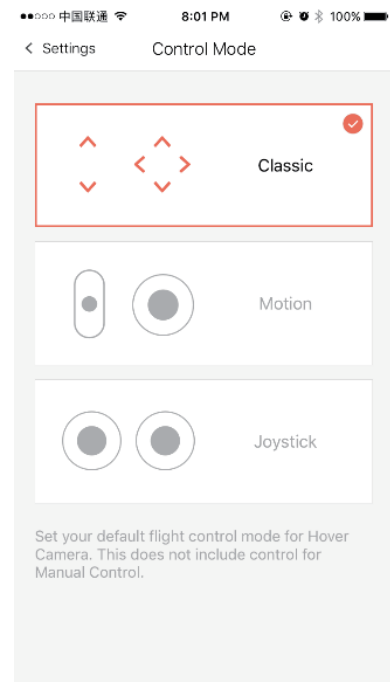 中国联通 8:01 PM 100%
Settings Control Mode
Classic
Motion
Joystick
Set your default flight control mode for Hover
Camera. This does not include control for
Manual Control.